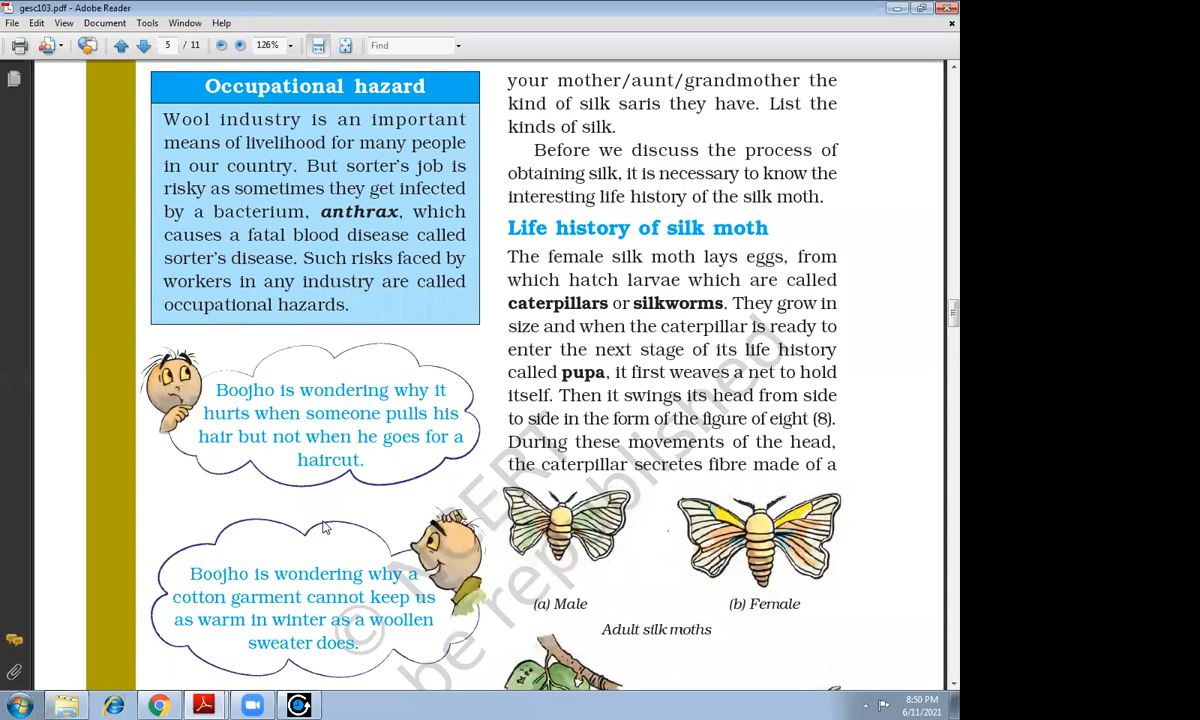 gesc103.pdf - Adobe Reader
File Edit View Document Tools Window Help
5 / 11 126% Find
Occupational hazard
Wool industry is an important
means of livelihood for many people
in our country. But sorter's job is
risky as sometimes they get infected
by a bacterium, anthrax, which
causes a fatal blood disease called
sorter's disease. Such risks faced by
workers in any industry are called
occupational hazards.
Boojho is wondering why it
hurts when someone pulls his
hair but not when he goes for a
haircut.
Boojho is wondering why a
cotton garment cannot keep us
as warm in winter as a woollen
sweater does.
your mother/aunt/grandmother the
kind of silk saris they have. List the
kinds of silk.
Before we discuss the process of
obtaining silk, it is necessary to know the
interesting life history of the silk moth.
Life history of silk moth
The female silk moth lays eggs, from
which hatch larvae which are called
caterpillars or silkworms. They grow in
size and when the caterpillar is ready to
enter the next stage of its life history
called pupa, it first weaves a net to hold
itself. Then it swings its head from side
to side in the form of the figure of eight (8).
During these movements of the head,
the caterpillar secretes fibre made of a
(a) Male
(b) Female
Adult silk moths
© NCERT
be republished
8:50 PM
6/11/2021